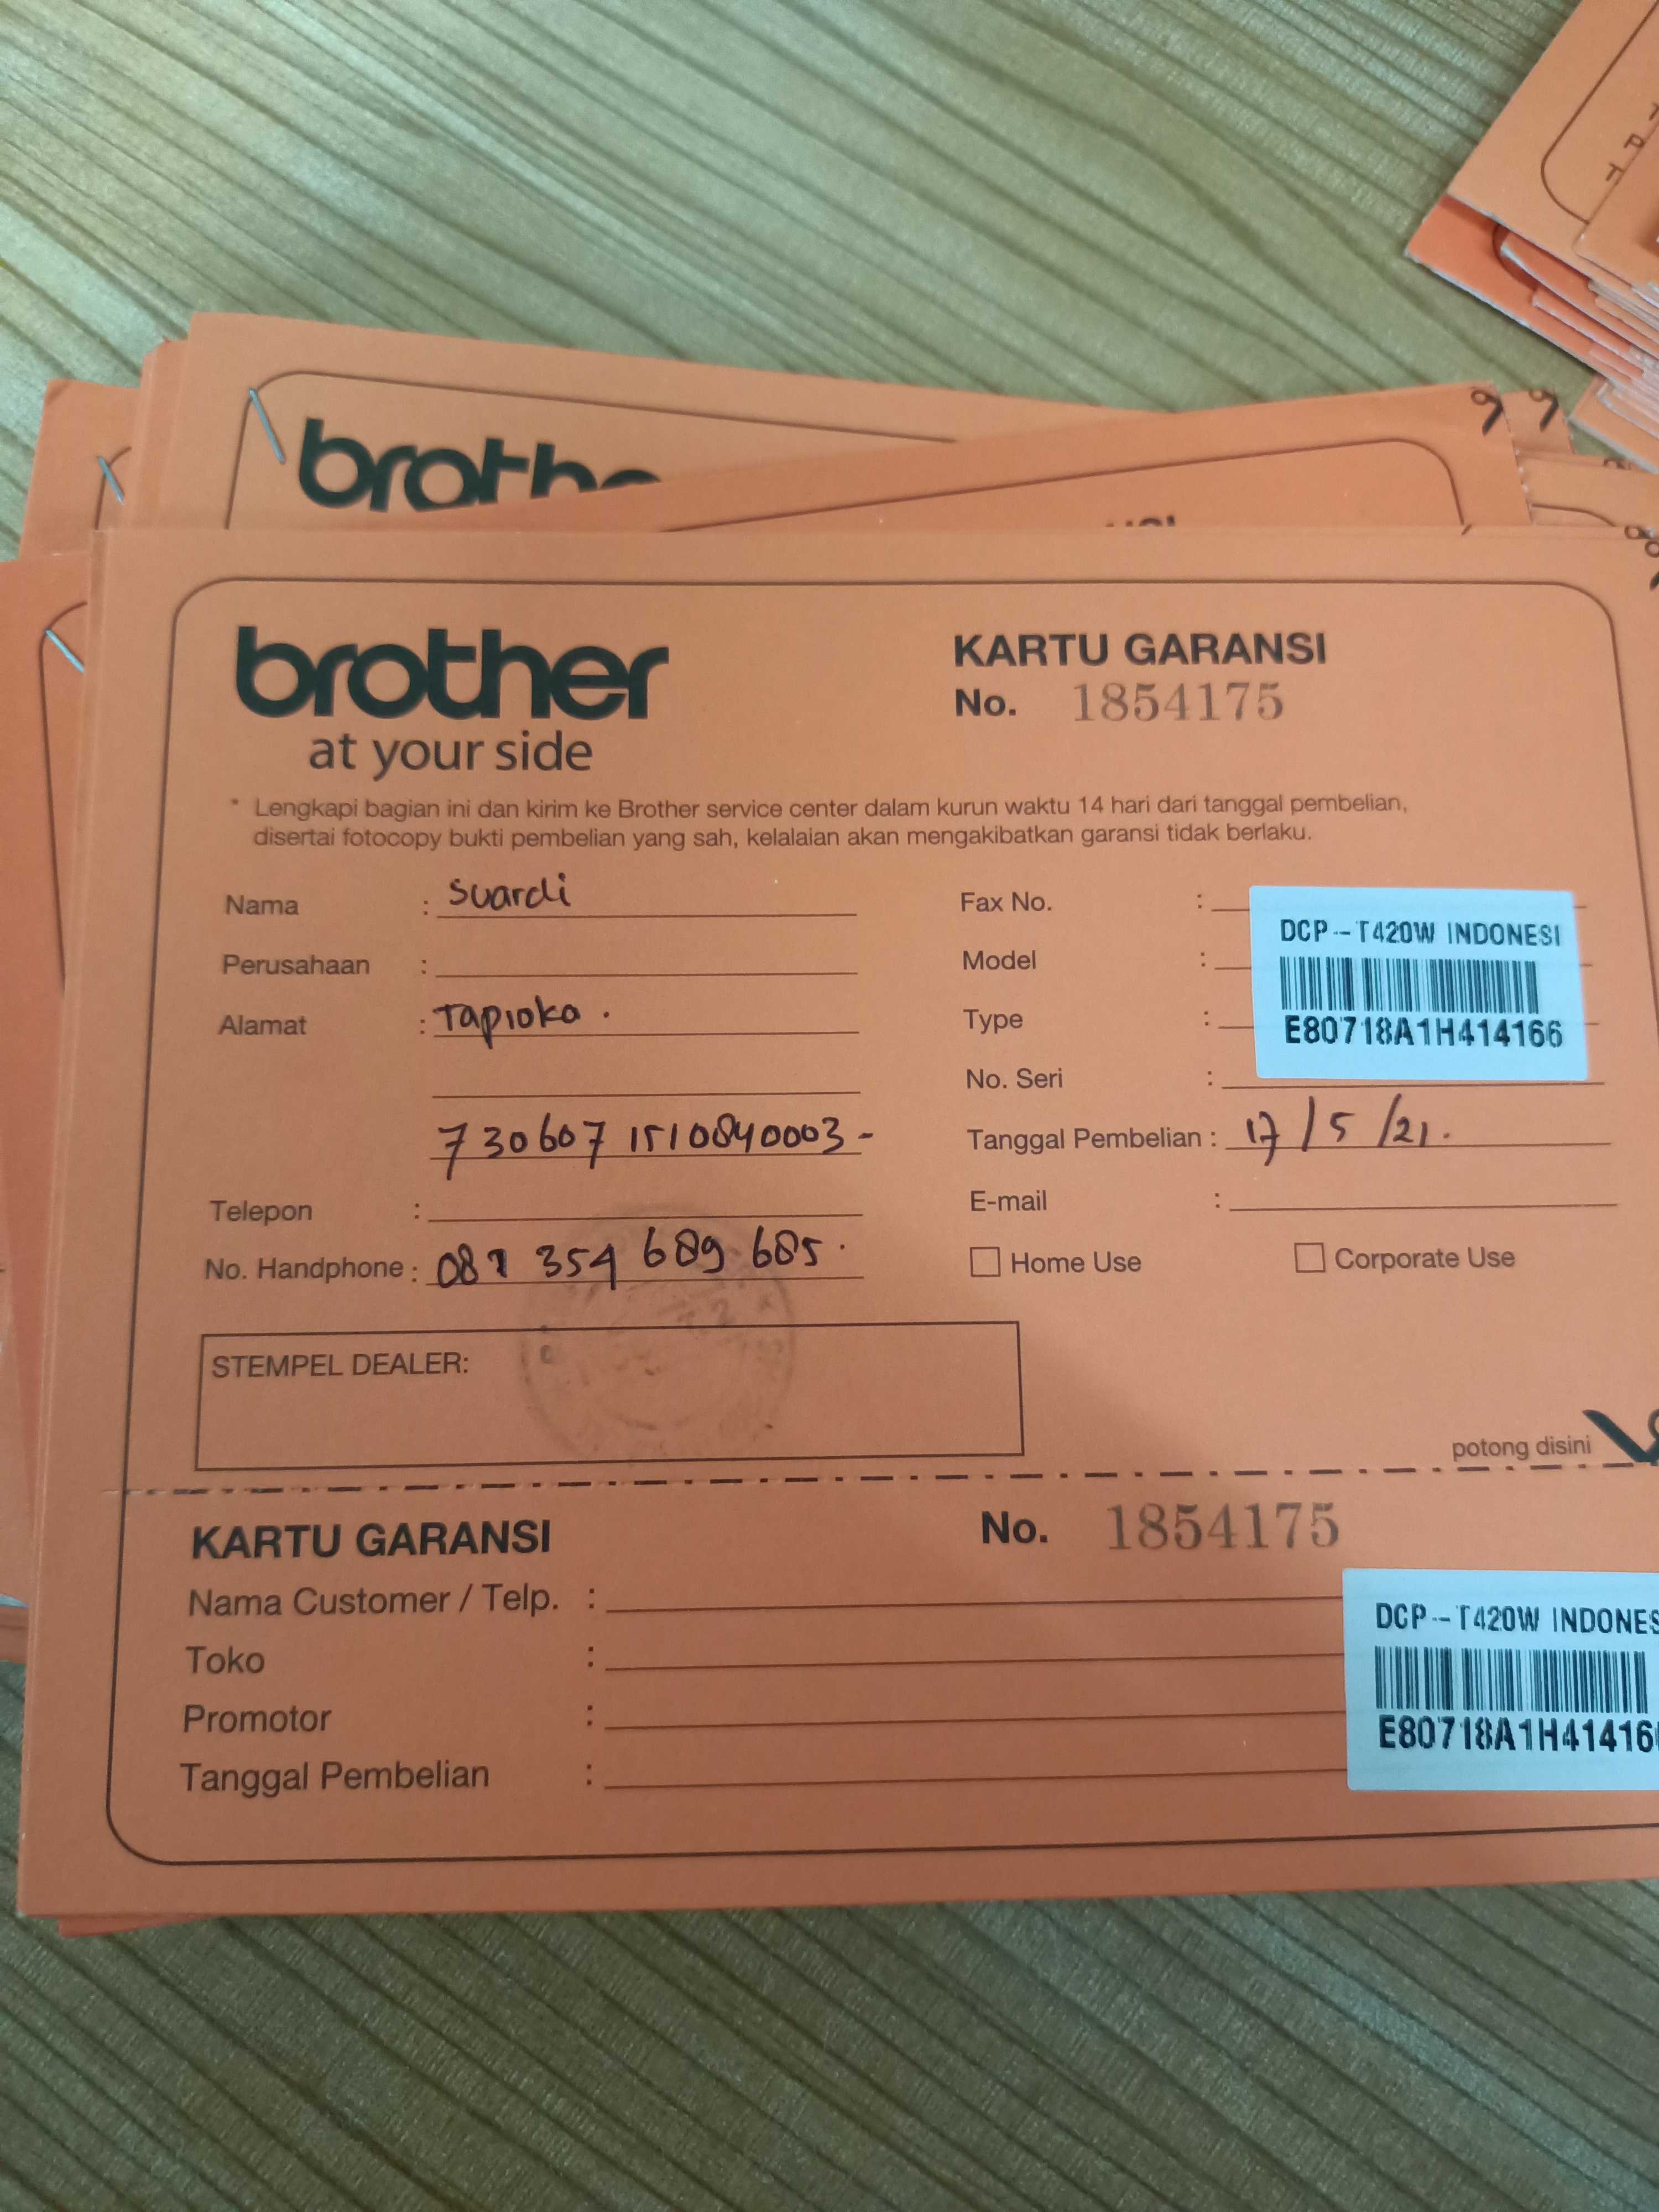 broth
brother
at your side
KARTU GARANSI
No. 1854175
* Lengkapi bagian ini dan kirim ke Brother service center dalam kurun waktu 14 hari dari tanggal pembelian,
disertai fotocopy bukti pembelian yang sah, kelalaian akan mengakibatkan garansi tidak berlaku.
Nama : Suardi
Perusahaan :
Alamat : Tapioka .
7306071510840003-
Telepon :
No. Handphone : 354 689 685.
Fax No. :
Model :
Type :
No. Seri :
DCP--T420W INDONESI
E80718A1H414166
Tanggal Pembelian : 17/5/21.
E-mail :
Home Use
Corporate Use
STEMPEL DEALER:
potong disini
KARTU GARANSI
No. 1854175
Nama Customer / Telp. :
Toko :
Promotor :
Tanggal Pembelian :
DCP--T420W INDONES
E80718A1H41416